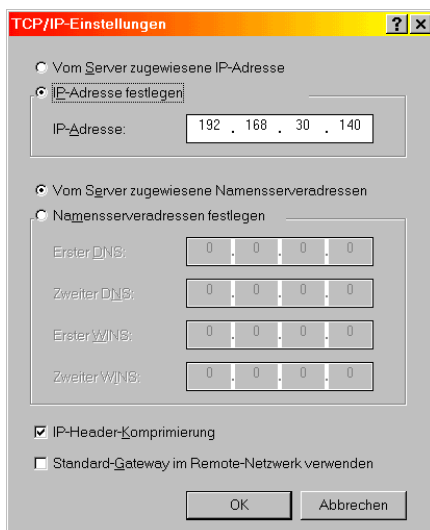 TCP/IP-Einstellungen
Vom Server zugewiesene IP-Adresse
IP-Adresse festlegen
IP-Adresse: 192 . 168 . 30 . 140
Vom Server zugewiesene Namensserveradressen
Namensserveradressen festlegen
Erster DNS: 0 . 0 . 0 . 0
Zweiter DNS: 0 . 0 . 0 . 0
Erster WINS: 0 . 0 . 0 . 0
Zweiter WINS: 0 . 0 . 0 . 0
IP-Header-Komprimierung
Standard-Gateway im Remote-Netzwerk verwenden
OK Abbrechen